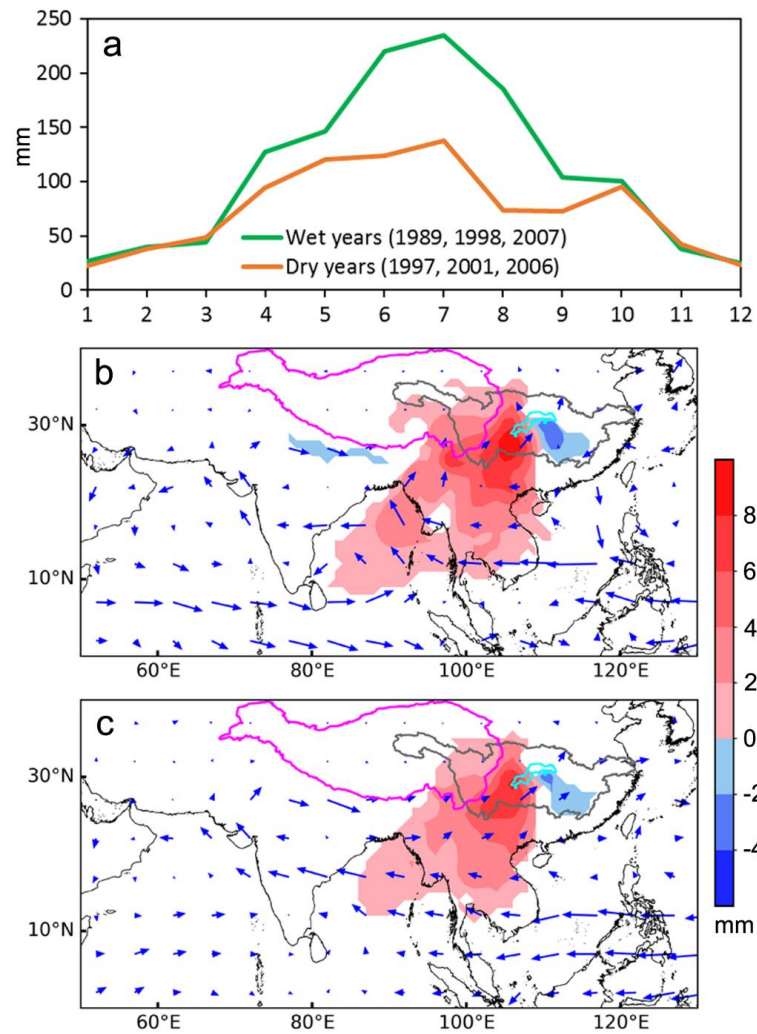 a
250
200
150
100
50
0
mm
Wet years (1989, 1998, 2007)
Dry years (1997, 2001, 2006)
1 2 3 4 5 6 7 8 9 10 11 12
b
30°N
10°N
60°E 80°E 100°E 120°E
c
30°N
10°N
60°E 80°E 100°E 120°E
8
6
4
2
0
-2
-4
mm